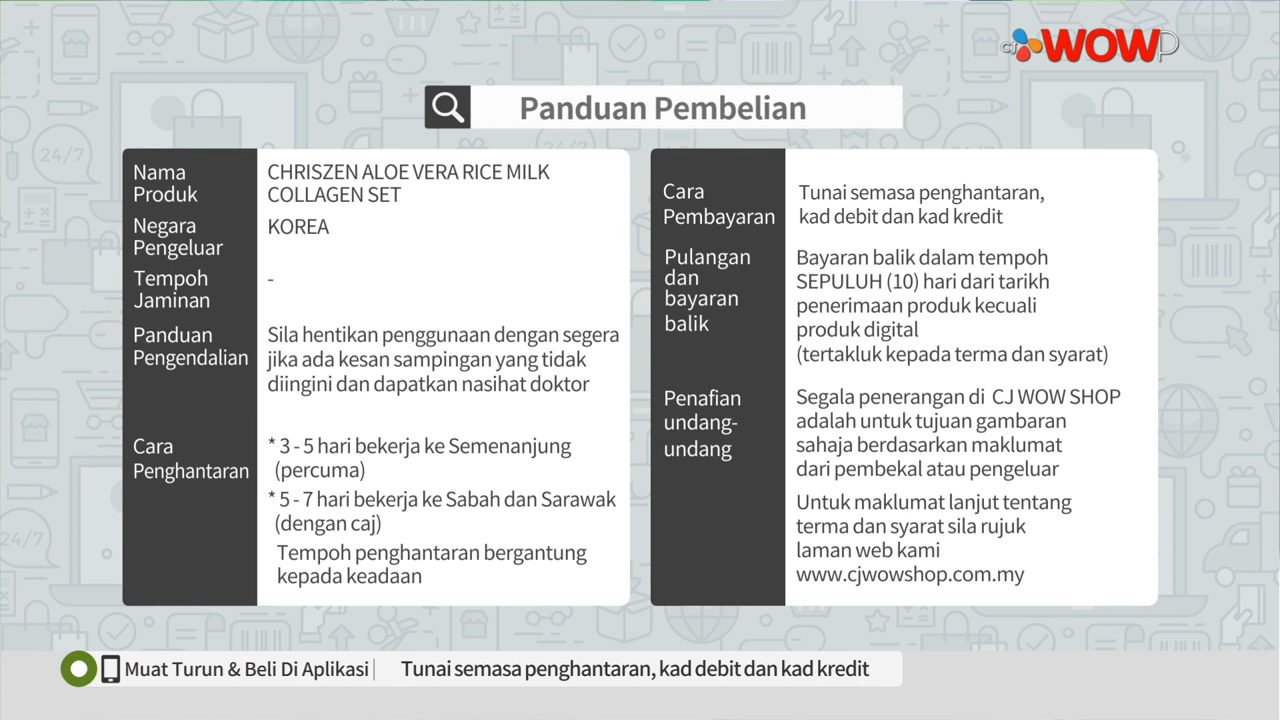 CJ WOW P
Panduan Pembelian
Nama
Produk
CHRISZEN ALOE VERA RICE MILK
COLLAGEN SET
Negara
Pengeluar
KOREA
Tempoh
Jaminan
-
Panduan
Pengendalian
Sila hentikan penggunaan dengan segera
jika ada kesan sampingan yang tidak
diingini dan dapatkan nasihat doktor
Cara
Penghantaran
* 3 - 5 hari bekerja ke Semenanjung
(percuma)
* 5 - 7 hari bekerja ke Sabah dan Sarawak
(dengan caj)
Tempoh penghantaran bergantung
kepada keadaan
Cara
Pembayaran
Tunai semasa penghantaran,
kad debit dan kad kredit
Pulangan
dan
bayaran
balik
Bayaran balik dalam tempoh
SEPULUH (10) hari dari tarikh
penerimaan produk kecuali
produk digital
(tertakluk kepada terma dan syarat)
Penafian
undang-
undang
Segala penerangan di CJ WOW SHOP
adalah untuk tujuan gambaran
sahaja berdasarkan maklumat
dari pembekal atau pengeluar
Untuk maklumat lanjut tentang
terma dan syarat sila rujuk
laman web kami
www.cjwowshop.com.my
24/7
24/7
24/7
Muat Turun & Beli Di Aplikasi | Tunai semasa penghantaran, kad debit dan kad kredit